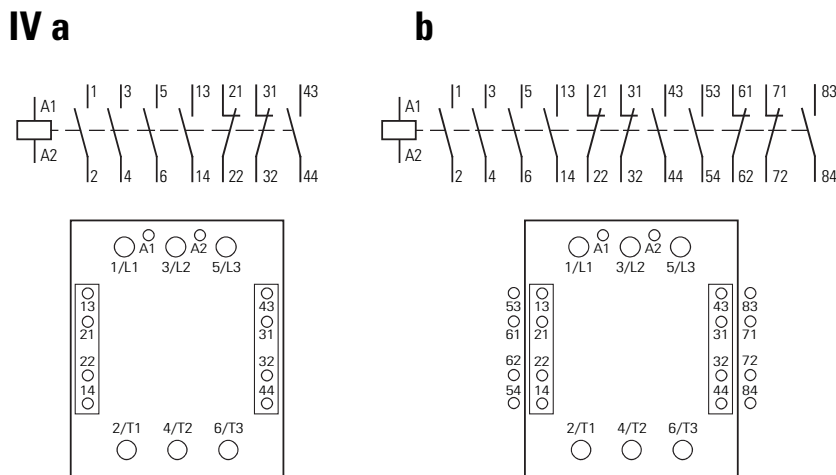 IV a
b
A1 1 3 5 13 21 31 43
A2 2 4 6 14 22 32 44
A1 1 3 5 13 21 31 43 53 61 71 83
A2 2 4 6 14 22 32 44 54 62 72 84
A1 A2
1/L1 3/L2 5/L3
13 43
21 31
22 32
14 44
2/T1 4/T2 6/T3
A1 A2
1/L1 3/L2 5/L3
53 13 43 83
61 21 31 71
62 22 32 72
54 14 44 84
2/T1 4/T2 6/T3